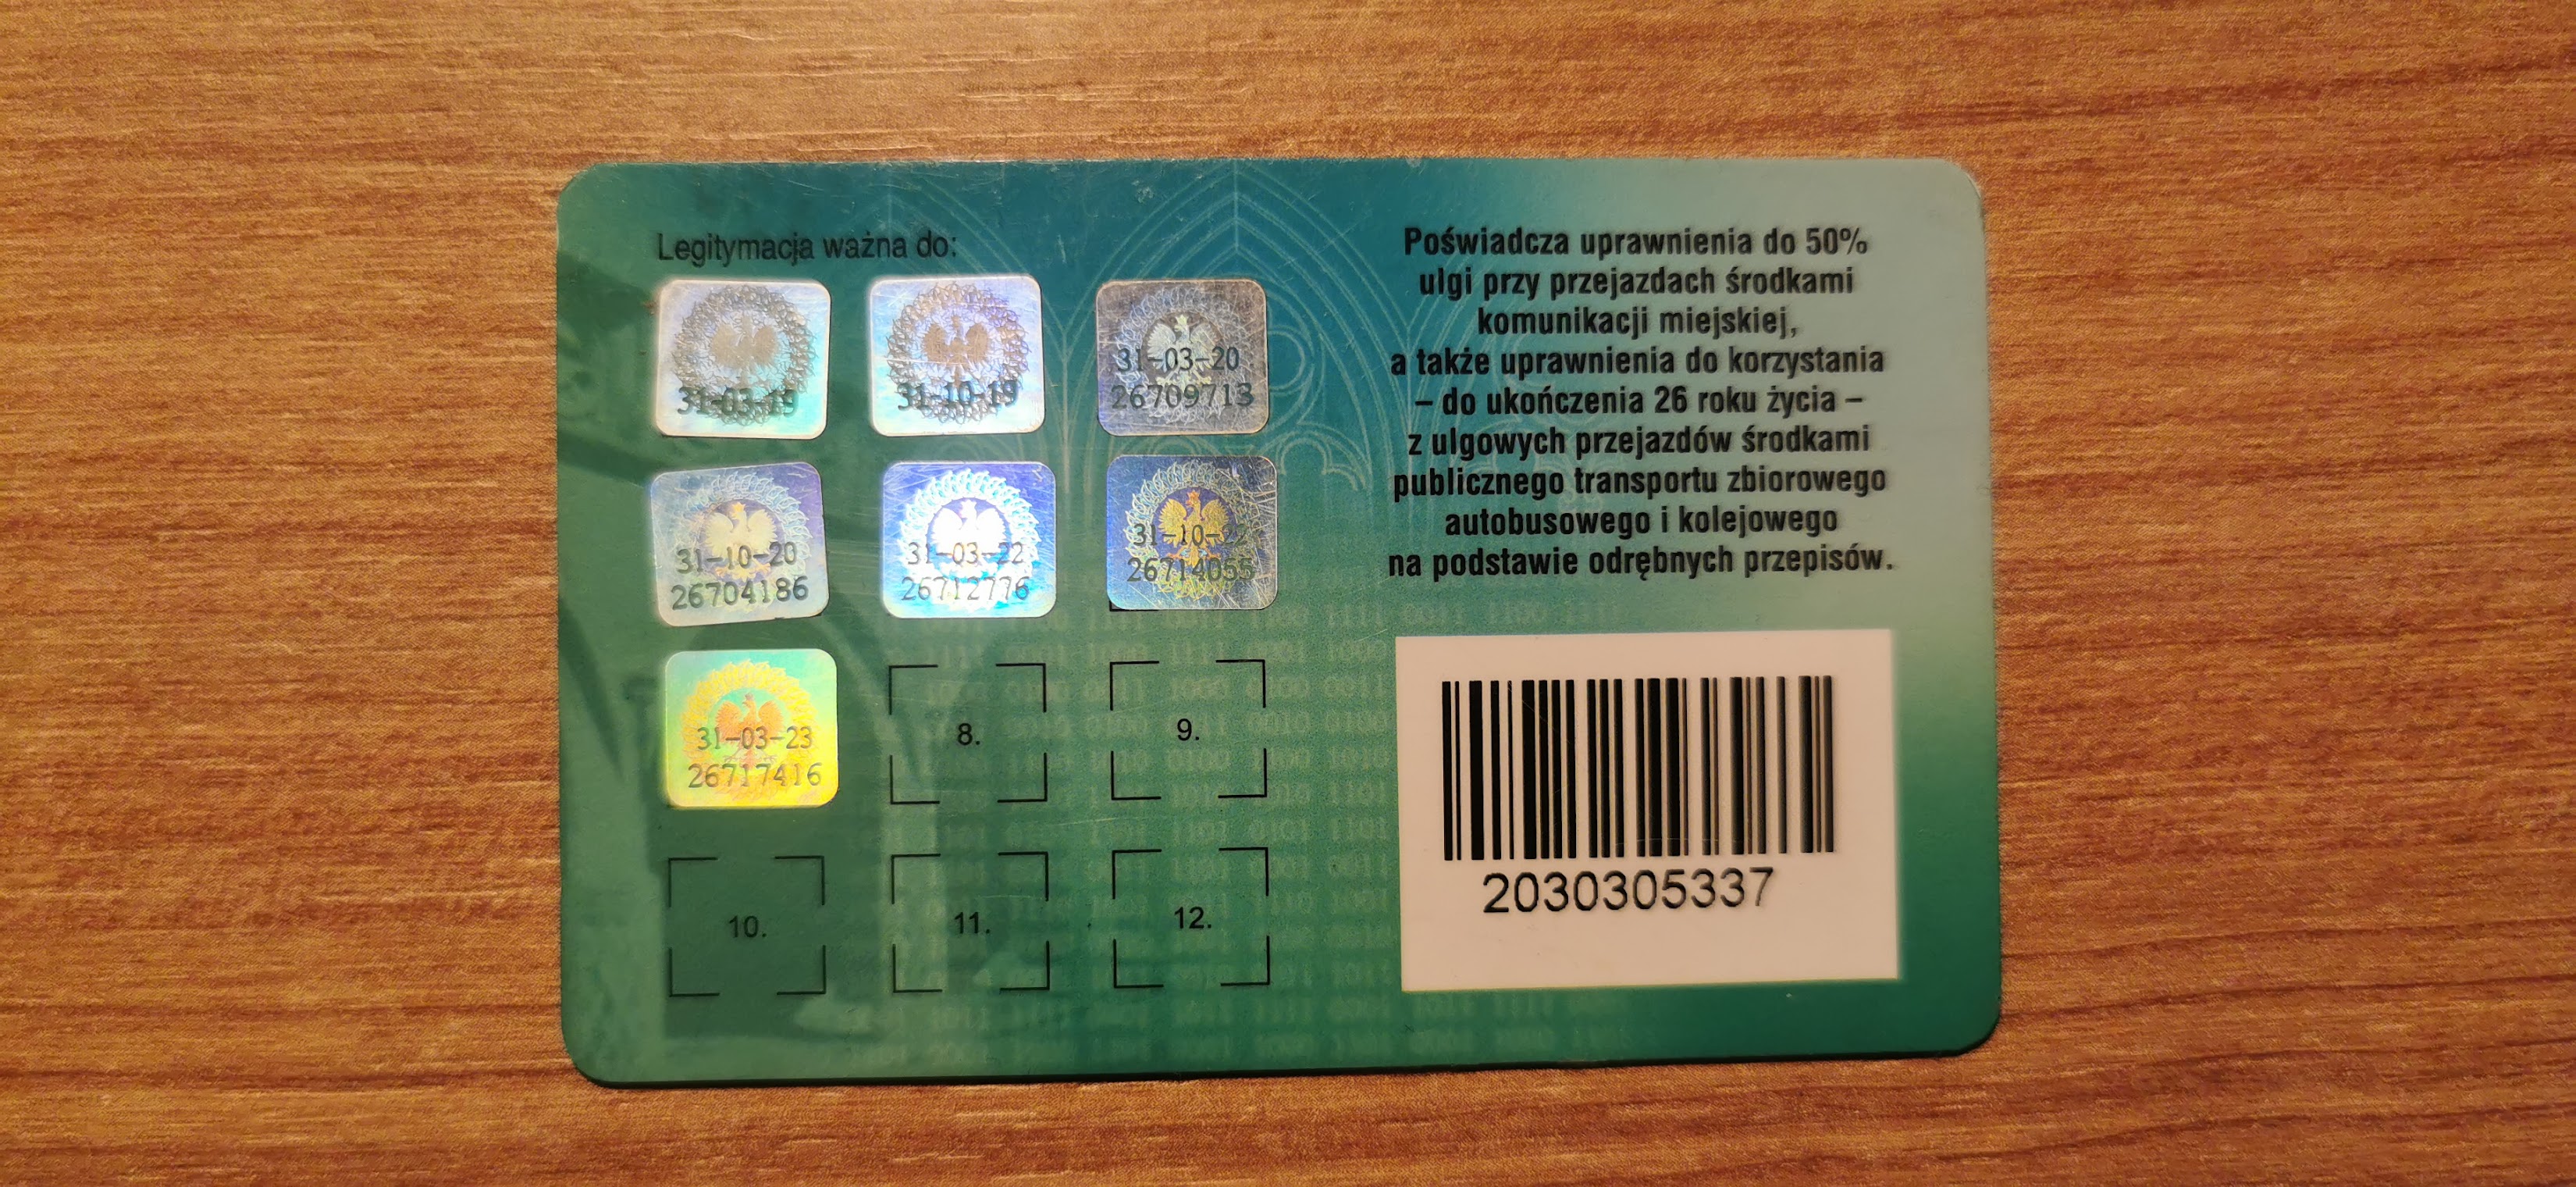 Legitymacja ważna do:
31-03-19
31-10-19
31-03-20
26709713
31-10-20
26704186
31-03-22
26712776
31-10-22
26714055
31-03-23
26717416
8.
9.
10.
11.
12.
Poświadcza uprawnienia do 50%
ulgi przy przejazdach środkami
komunikacji miejskiej,
a także uprawnienia do korzystania
– do ukończenia 26 roku życia –
z ulgowych przejazdów środkami
publicznego transportu zbiorowego
autobusowego i kolejowego
na podstawie odrębnych przepisów.
2030305337